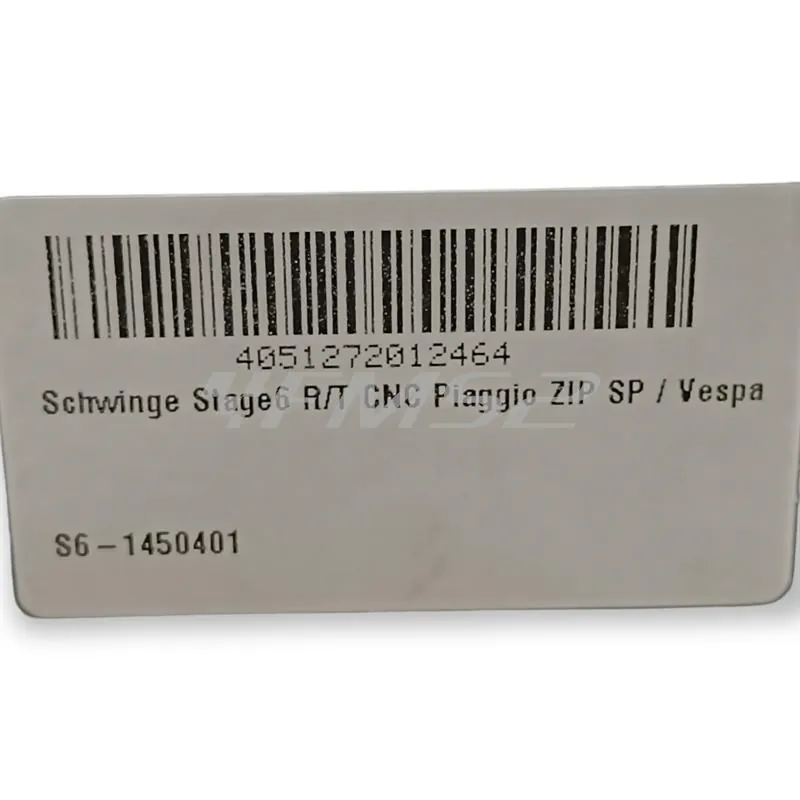 4051272012464
Schwinge Stage6 R/T CNC Piaggio ZIP SP / Vespa
S6-1450401